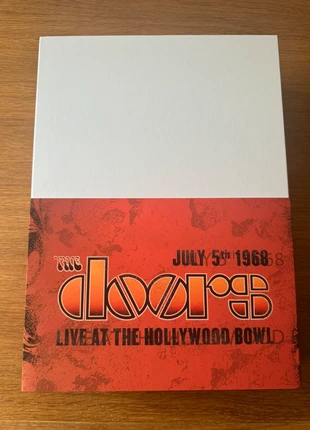 JULY 5th 1968
THE
doors
LIVE AT THE HOLLYWOOD BOWL